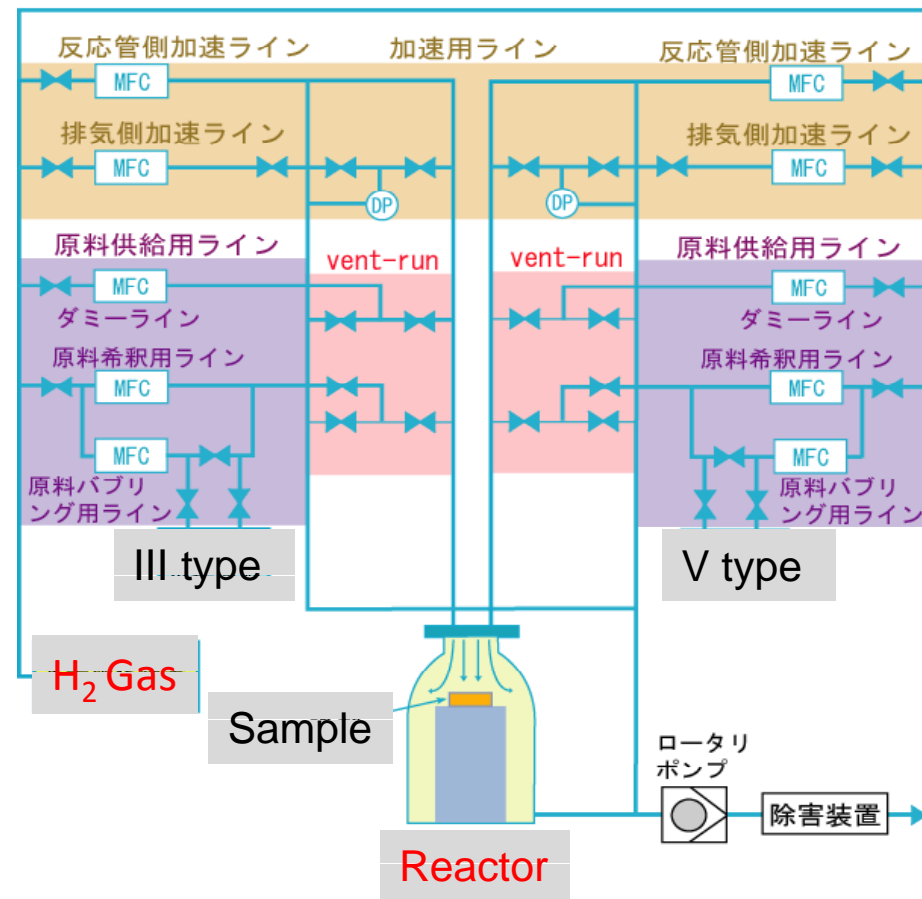 反応管側加速ライン
加速用ライン
反応管側加速ライン
MFC
MFC
排気側加速ライン
排気側加速ライン
MFC
MFC
DP
DP
原料供給用ライン
vent-run
vent-run
原料供給用ライン
MFC
MFC
ダミーライン
ダミーライン
原料希釈用ライン
原料希釈用ライン
MFC
MFC
MFC
MFC
原料バブリ
ング用ライン
原料バブリ
ング用ライン
III type
V type
H₂ Gas
Sample
ロータリ
ポンプ
除害装置
Reactor